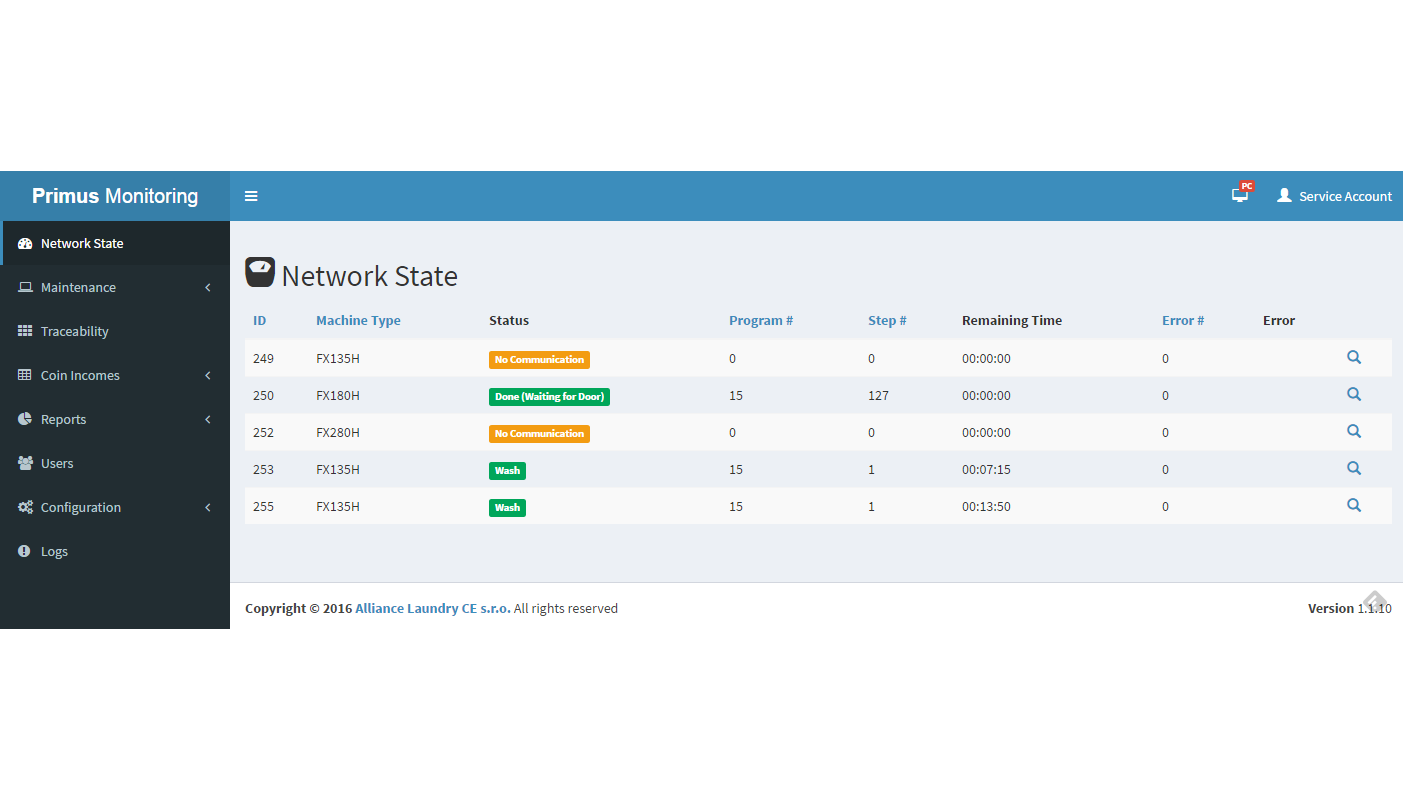 Primus Monitoring
PC
Service Account
Network State
Maintenance
Traceability
Coin Incomes
Reports
Users
Configuration
Logs
Network State
ID Machine Type Status Program # Step # Remaining Time Error # Error
249 FX135H No Communication 0 0 00:00:00 0
250 FX180H Done (Waiting for Door) 15 127 00:00:00 0
252 FX280H No Communication 0 0 00:00:00 0
253 FX135H Wash 15 1 00:07:15 0
255 FX135H Wash 15 1 00:13:50 0
Copyright © 2016 Alliance Laundry CE s.r.o. All rights reserved
Version 1.1.10